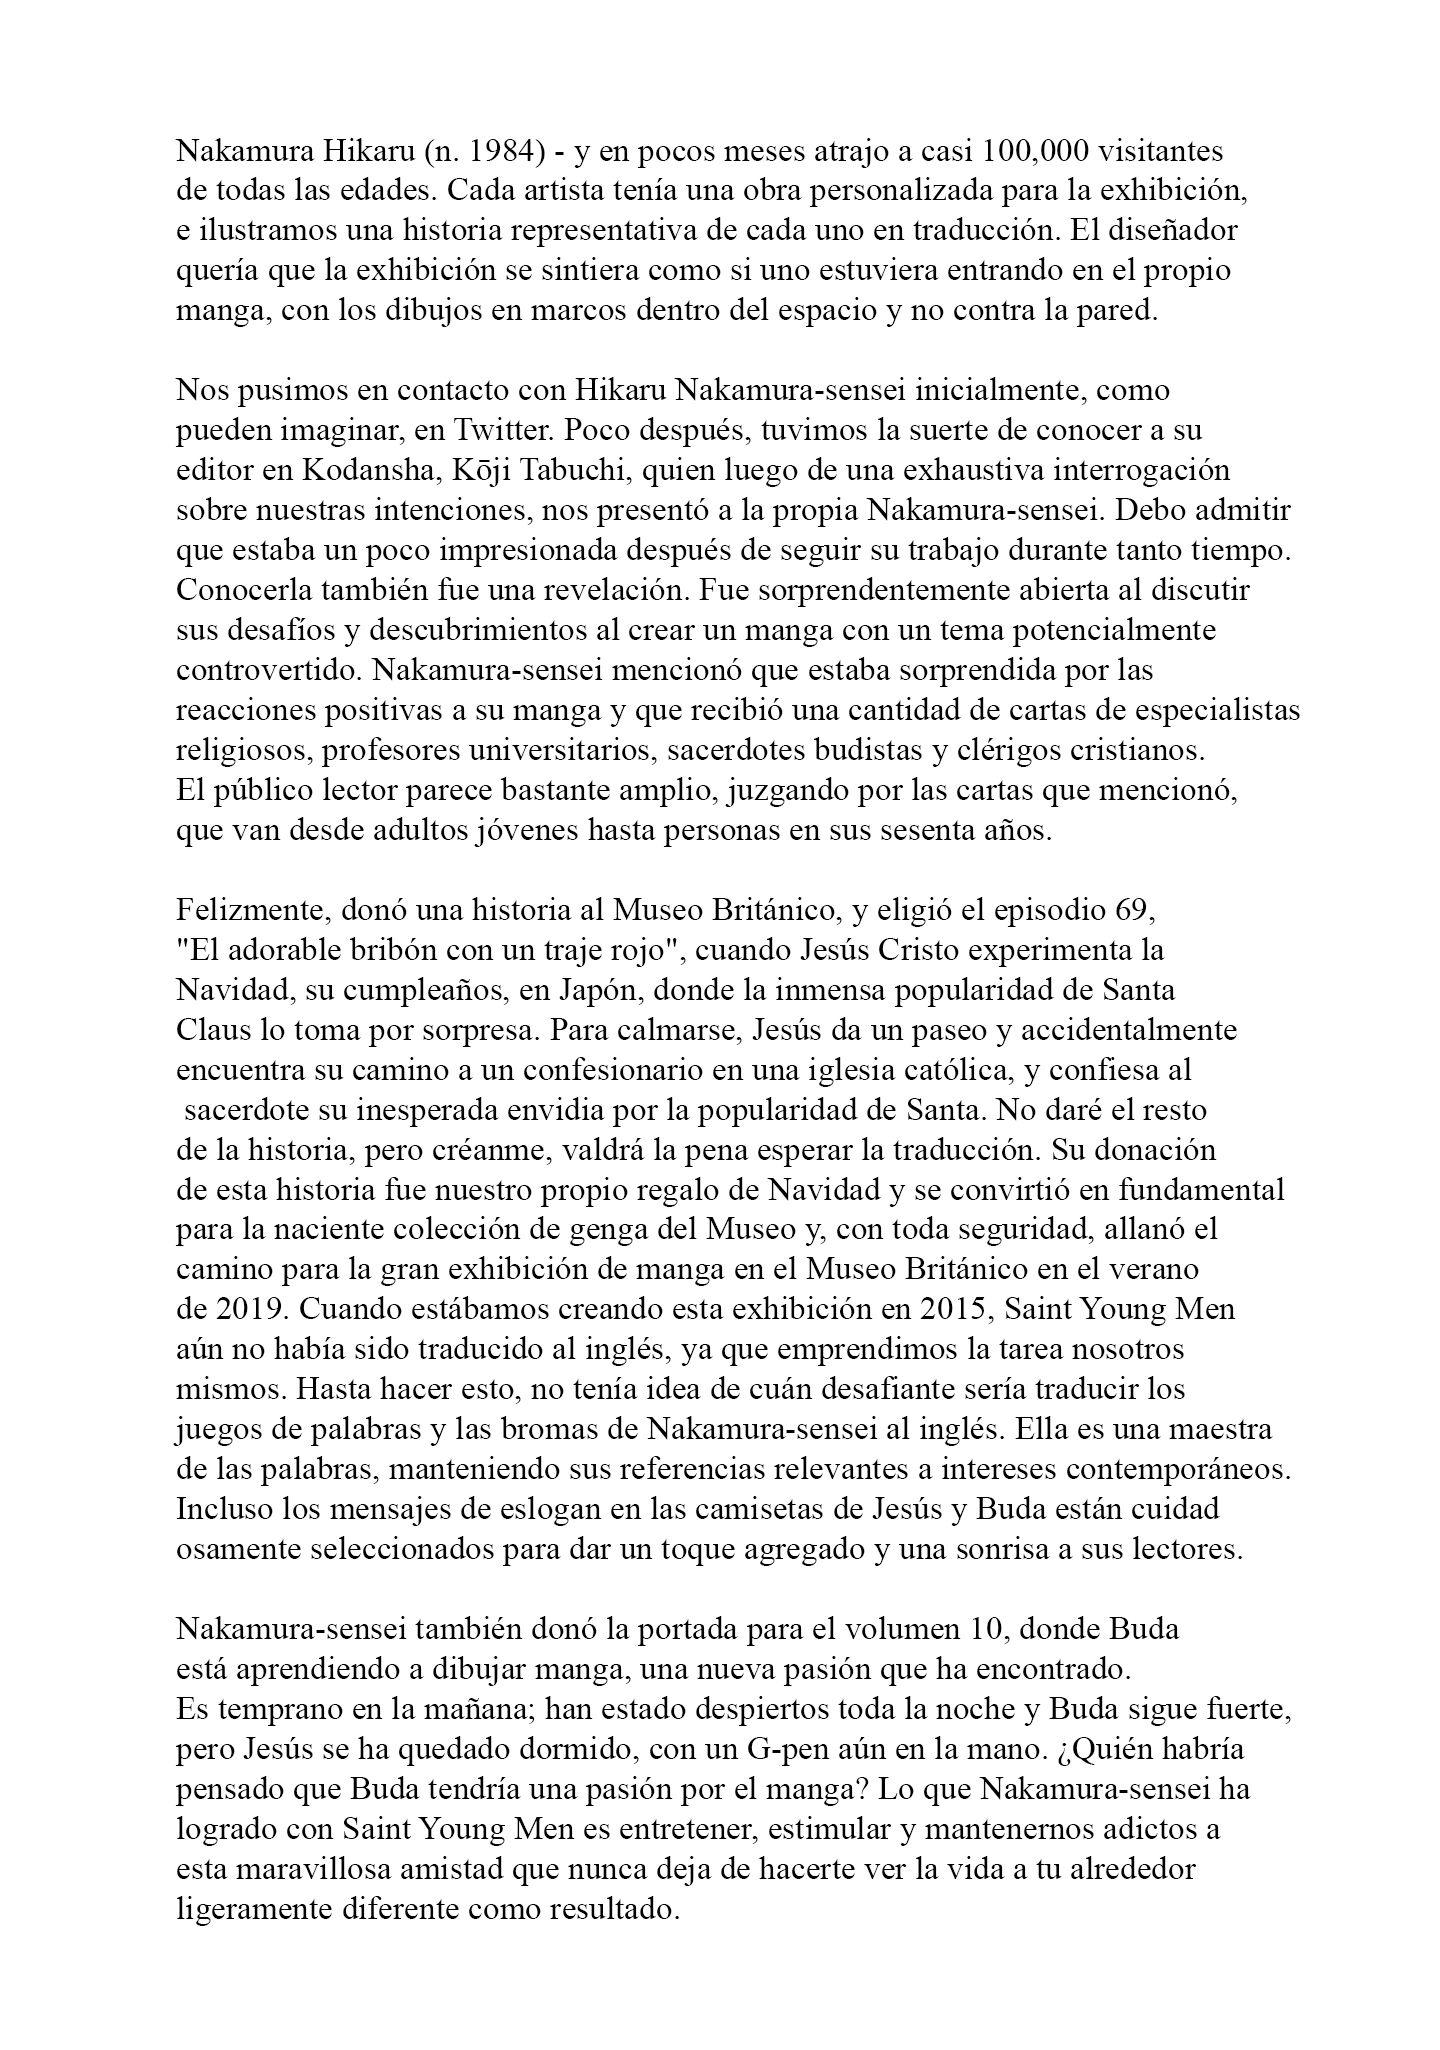 Nakamura Hikaru (n. 1984) - y en pocos meses atrajo a casi 100,000 visitantes
de todas las edades. Cada artista tenía una obra personalizada para la exhibición,
e ilustramos una historia representativa de cada uno en traducción. El diseñador
quería que la exhibición se sintiera como si uno estuviera entrando en el propio
manga, con los dibujos en marcos dentro del espacio y no contra la pared.

Nos pusimos en contacto con Hikaru Nakamura-sensei inicialmente, como
pueden imaginar, en Twitter. Poco después, tuvimos la suerte de conocer a su
editor en Kodansha, Kōji Tabuchi, quien luego de una exhaustiva interrogación
sobre nuestras intenciones, nos presentó a la propia Nakamura-sensei. Debo admitir
que estaba un poco impresionada después de seguir su trabajo durante tanto tiempo.
Conocerla también fue una revelación. Fue sorprendentemente abierta al discutir
sus desafíos y descubrimientos al crear un manga con un tema potencialmente
controvertido. Nakamura-sensei mencionó que estaba sorprendida por las
reacciones positivas a su manga y que recibió una cantidad de cartas de especialistas
religiosos, profesores universitarios, sacerdotes budistas y clérigos cristianos.
El público lector parece bastante amplio, juzgando por las cartas que mencionó,
que van desde adultos jóvenes hasta personas en sus sesenta años.

Felizmente, donó una historia al Museo Británico, y eligió el episodio 69,
"El adorable bribón con un traje rojo", cuando Jesús Cristo experimenta la
Navidad, su cumpleaños, en Japón, donde la inmensa popularidad de Santa
Claus lo toma por sorpresa. Para calmarse, Jesús da un paseo y accidentalmente
encuentra su camino a un confesionario en una iglesia católica, y confiesa al
sacerdote su inesperada envidia por la popularidad de Santa. No daré el resto
de la historia, pero créanme, valdrá la pena esperar la traducción. Su donación
de esta historia fue nuestro propio regalo de Navidad y se convirtió en fundamental
para la naciente colección de genga del Museo y, con toda seguridad, allanó el
camino para la gran exhibición de manga en el Museo Británico en el verano
de 2019. Cuando estábamos creando esta exhibición en 2015, Saint Young Men
aún no había sido traducido al inglés, ya que emprendimos la tarea nosotros
mismos. Hasta hacer esto, no tenía idea de cuán desafiante sería traducir los
juegos de palabras y las bromas de Nakamura-sensei al inglés. Ella es una maestra
de las palabras, manteniendo sus referencias relevantes a intereses contemporáneos.
Incluso los mensajes de eslogan en las camisetas de Jesús y Buda están cuidad
osamente seleccionados para dar un toque agregado y una sonrisa a sus lectores.

Nakamura-sensei también donó la portada para el volumen 10, donde Buda
está aprendiendo a dibujar manga, una nueva pasión que ha encontrado.
Es temprano en la mañana; han estado despiertos toda la noche y Buda sigue fuerte,
pero Jesús se ha quedado dormido, con un G-pen aún en la mano. ¿Quién habría
pensado que Buda tendría una pasión por el manga? Lo que Nakamura-sensei ha
logrado con Saint Young Men es entretener, estimular y mantenernos adictos a
esta maravillosa amistad que nunca deja de hacerte ver la vida a tu alrededor
ligeramente diferente como resultado.